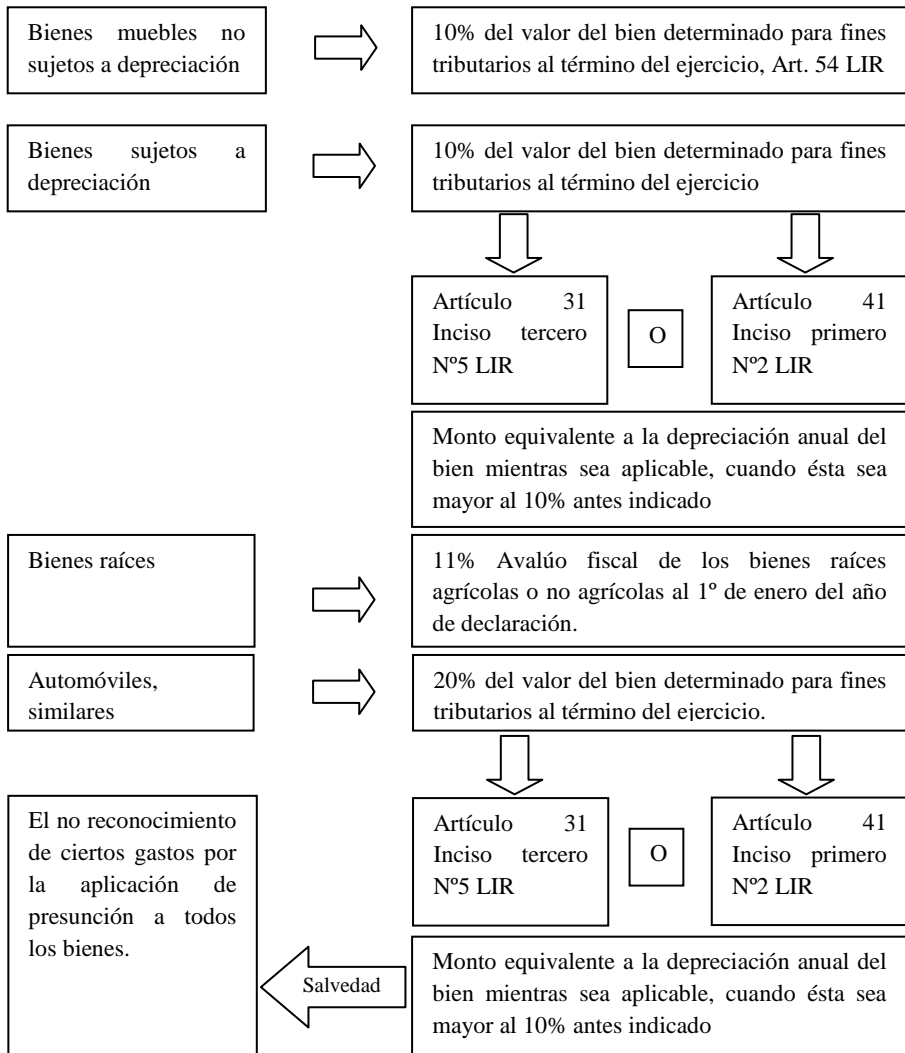 Bienes muebles no
sujetos a depreciación
10% del valor del bien determinado para fines
tributarios al término del ejercicio, Art. 54 LIR
Bienes sujetos a
depreciación
10% del valor del bien determinado para fines
tributarios al término del ejercicio
Artículo 31
Inciso tercero
Nº5 LIR
O
Artículo 41
Inciso primero
Nº2 LIR
Monto equivalente a la depreciación anual del
bien mientras sea aplicable, cuando ésta sea
mayor al 10% antes indicado
Bienes raíces
11% Avalúo fiscal de los bienes raíces
agrícolas o no agrícolas al 1º de enero del año
de declaración.
Automóviles,
similares
20% del valor del bien determinado para fines
tributarios al término del ejercicio.
Artículo 31
Inciso tercero
Nº5 LIR
O
Artículo 41
Inciso primero
Nº2 LIR
El no reconocimiento
de ciertos gastos por
la aplicación de
presunción a todos
los bienes.
Salvedad
Monto equivalente a la depreciación anual del
bien mientras sea aplicable, cuando ésta sea
mayor al 10% antes indicado